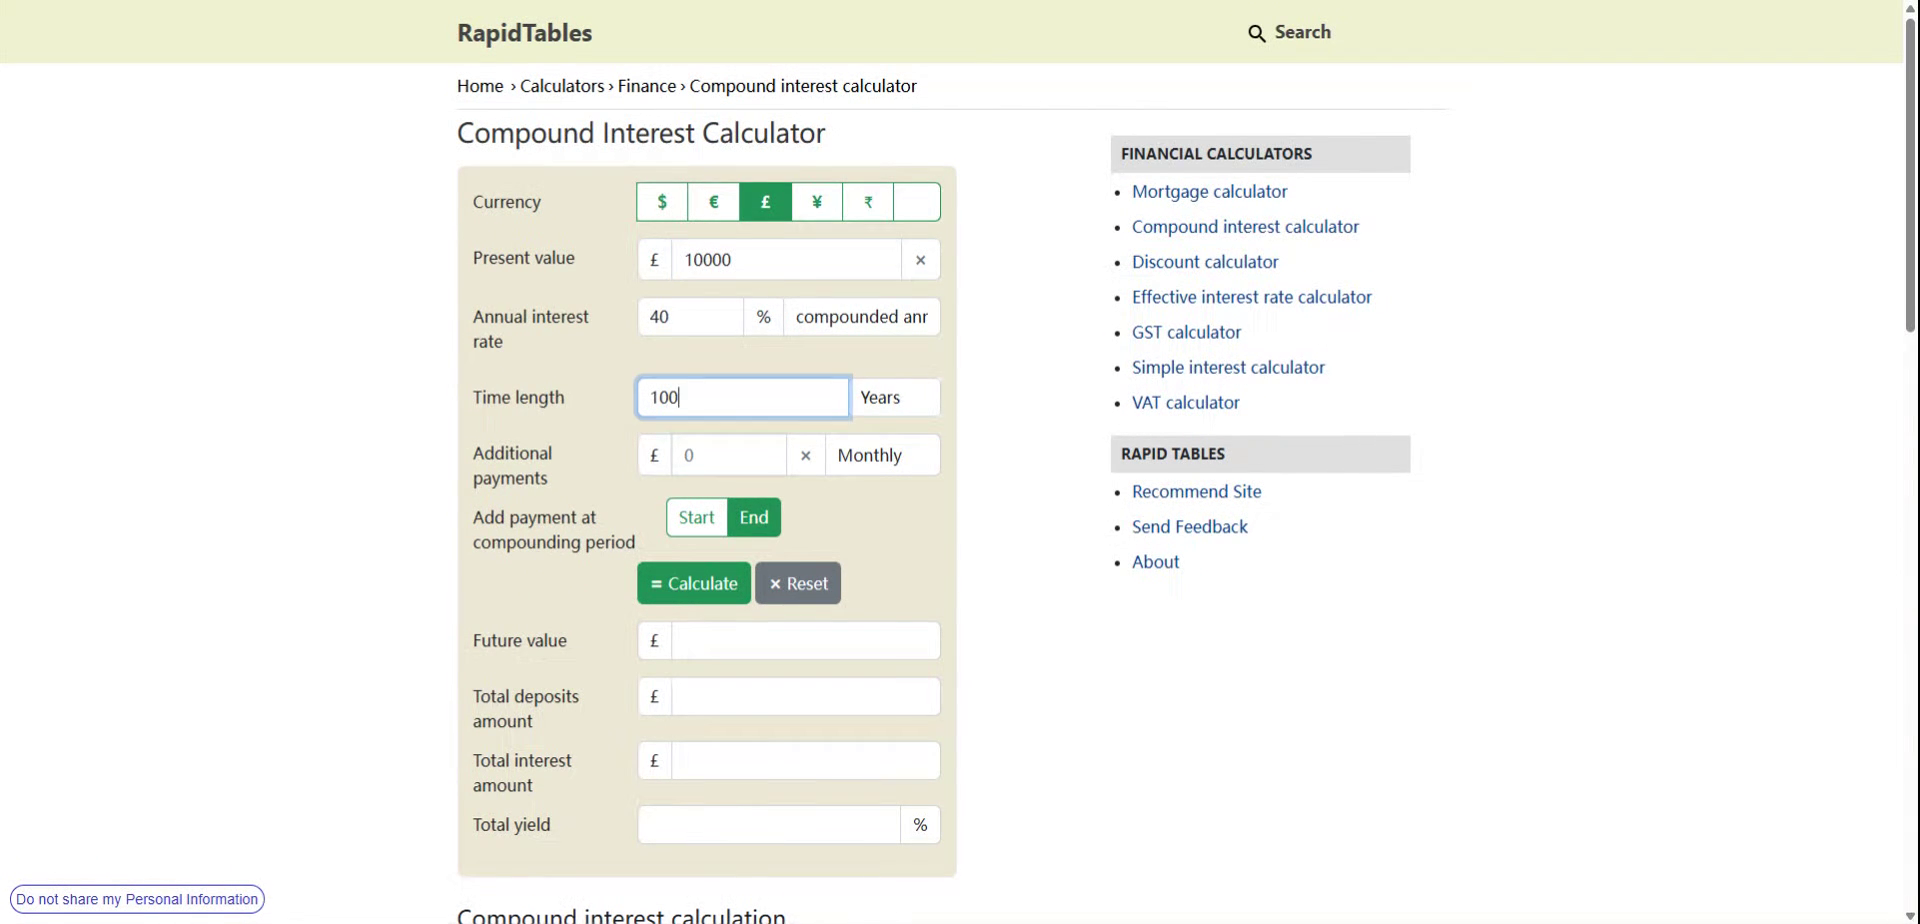 RapidTables
Search
Home › Calculators › Finance › Compound interest calculator
Compound Interest Calculator
Currency
$ € £ ¥ ₹
Present value
£ 10000 ×
Annual interest
rate
40 % compounded anr
Time length
100 Years
Additional
payments
£ 0 × Monthly
Add payment at
compounding period
Start End
= Calculate × Reset
Future value
£
Total deposits
amount
£
Total interest
amount
£
Total yield
%
Compound interest calculation
FINANCIAL CALCULATORS
• Mortgage calculator
• Compound interest calculator
• Discount calculator
• Effective interest rate calculator
• GST calculator
• Simple interest calculator
• VAT calculator
RAPID TABLES
• Recommend Site
• Send Feedback
• About
Do not share my Personal Information